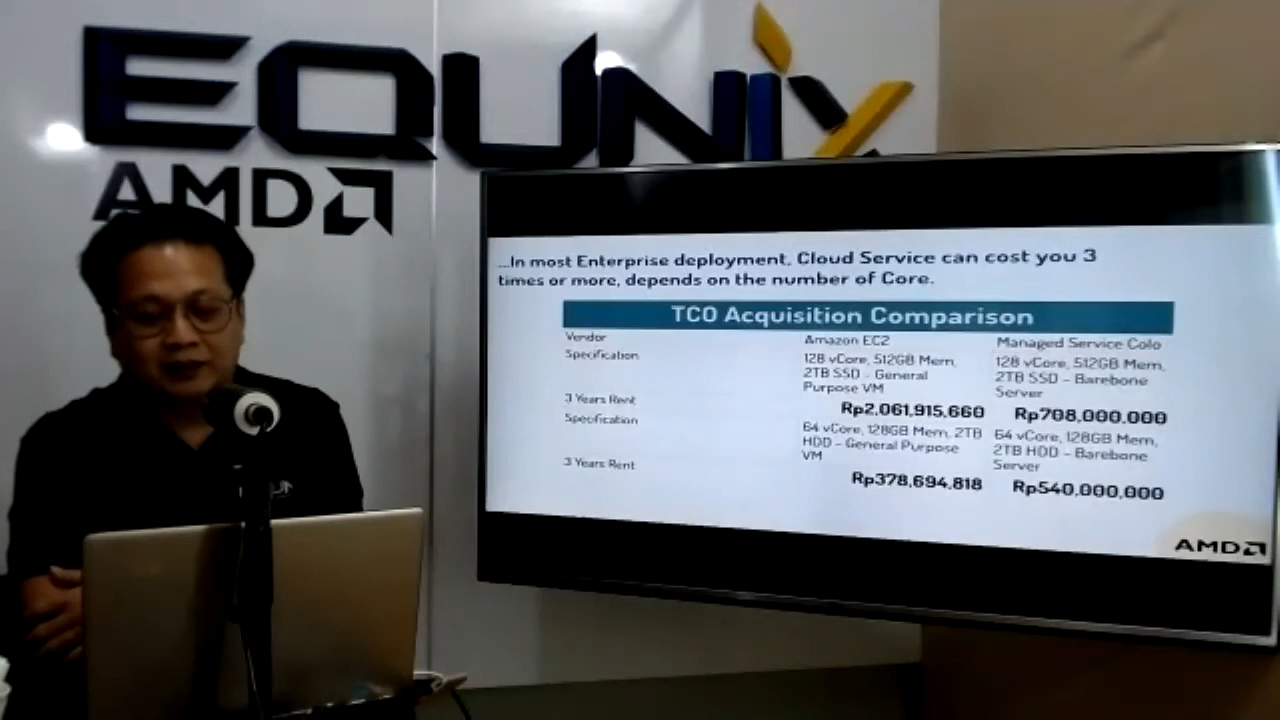 EQUNIX
AMD
...In most Enterprise deployment, Cloud Service can cost you 3
times or more, depends on the number of Core.
TCO Acquisition Comparison
Vendor
Amazon EC2
Managed Service Colo
Specification
128 vCore, 512GB Mem,
2TB SSD - General
Purpose VM
128 vCore, 512GB Mem,
2TB SSD - Barebone
Server
3 Years Rent
Rp2,061,915,660
Rp708,000,000
Specification
64 vCore, 128GB Mem, 2TB
HDD - General Purpose
VM
64 vCore, 128GB Mem,
2TB HDD - Barebone
Server
3 Years Rent
Rp378,694,818
Rp540,000,000
AMD